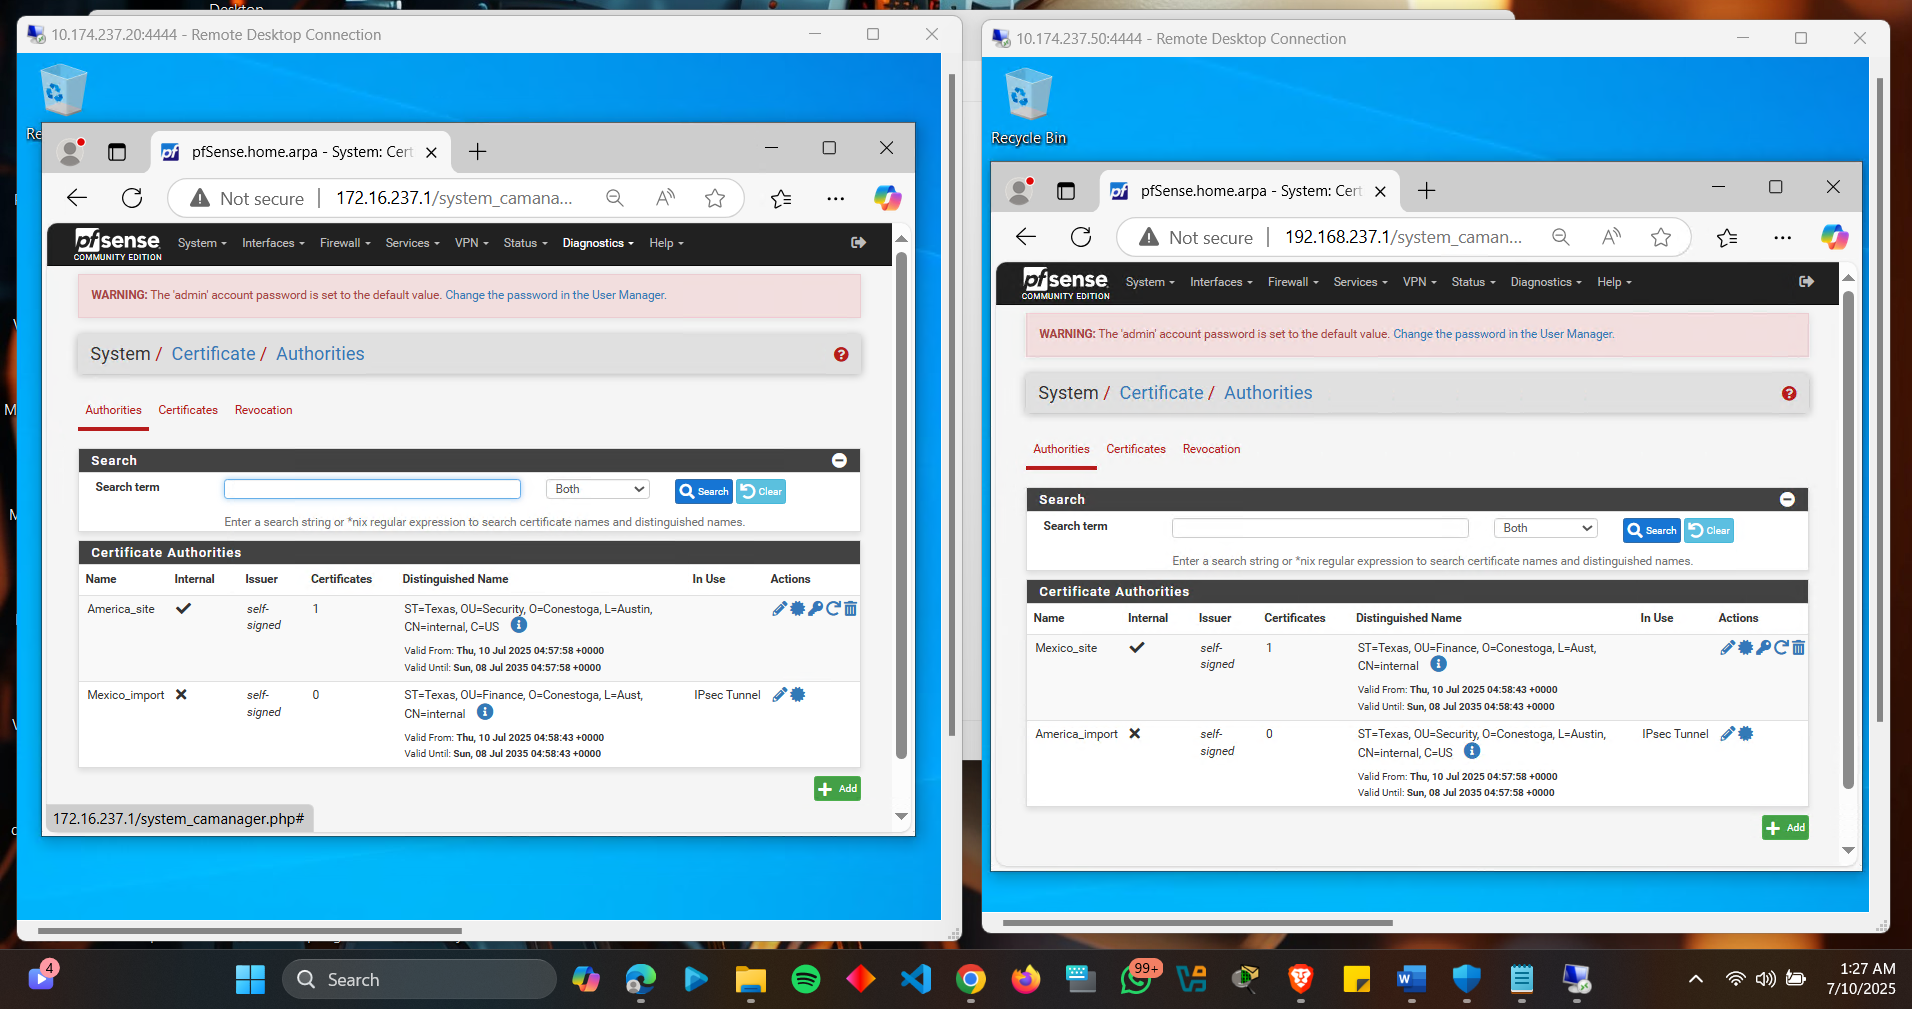 Desktop
10.174.237.20:4444 - Remote Desktop Connection
Re
pfSense.home.arpa - System: Cert
Not secure
172.16.237.1/system_camana...
pfsense
COMMUNITY EDITION
System
Interfaces
Firewall
Services
VPN
Status
Diagnostics
Help
WARNING: The 'admin' account password is set to the default value. Change the password in the User Manager.
System / Certificate / Authorities
Authorities
Certificates
Revocation
Search
Search term
Both
Search
Clear
Enter a search string or *nix regular expression to search certificate names and distinguished names.
Certificate Authorities
Name Internal Issuer Certificates Distinguished Name In Use Actions
America_site self-signed 1 ST=Texas, OU=Security, O=Conestoga, L=Austin,
CN=internal, C=US
Valid From: Thu, 10 Jul 2025 04:57:58 +0000
Valid Until: Sun, 08 Jul 2035 04:57:58 +0000
Mexico_import self-signed 0 ST=Texas, OU=Finance, O=Conestoga, L=Aust, IPsec Tunnel
CN=internal
Valid From: Thu, 10 Jul 2025 04:58:43 +0000
Valid Until: Sun, 08 Jul 2035 04:58:43 +0000
Add
172.16.237.1/system_camanager.php#
10.174.237.50:4444 - Remote Desktop Connection
Recycle Bin
pfSense.home.arpa - System: Cert
Not secure
192.168.237.1/system_caman...
pfsense
COMMUNITY EDITION
System
Interfaces
Firewall
Services
VPN
Status
Diagnostics
Help
WARNING: The 'admin' account password is set to the default value. Change the password in the User Manager.
System / Certificate / Authorities
Authorities
Certificates
Revocation
Search
Search term
Both
Search
Clear
Enter a search string or *nix regular expression to search certificate names and distinguished names.
Certificate Authorities
Name Internal Issuer Certificates Distinguished Name In Use Actions
Mexico_site self-signed 1 ST=Texas, OU=Finance, O=Conestoga, L=Aust,
CN=internal
Valid From: Thu, 10 Jul 2025 04:58:43 +0000
Valid Until: Sun, 08 Jul 2035 04:58:43 +0000
America_import self-signed 0 ST=Texas, OU=Security, O=Conestoga, L=Austin, IPsec Tunnel
CN=internal, C=US
Valid From: Thu, 10 Jul 2025 04:57:58 +0000
Valid Until: Sun, 08 Jul 2035 04:57:58 +0000
Add
4
Search
99+
1:27 AM
7/10/2025